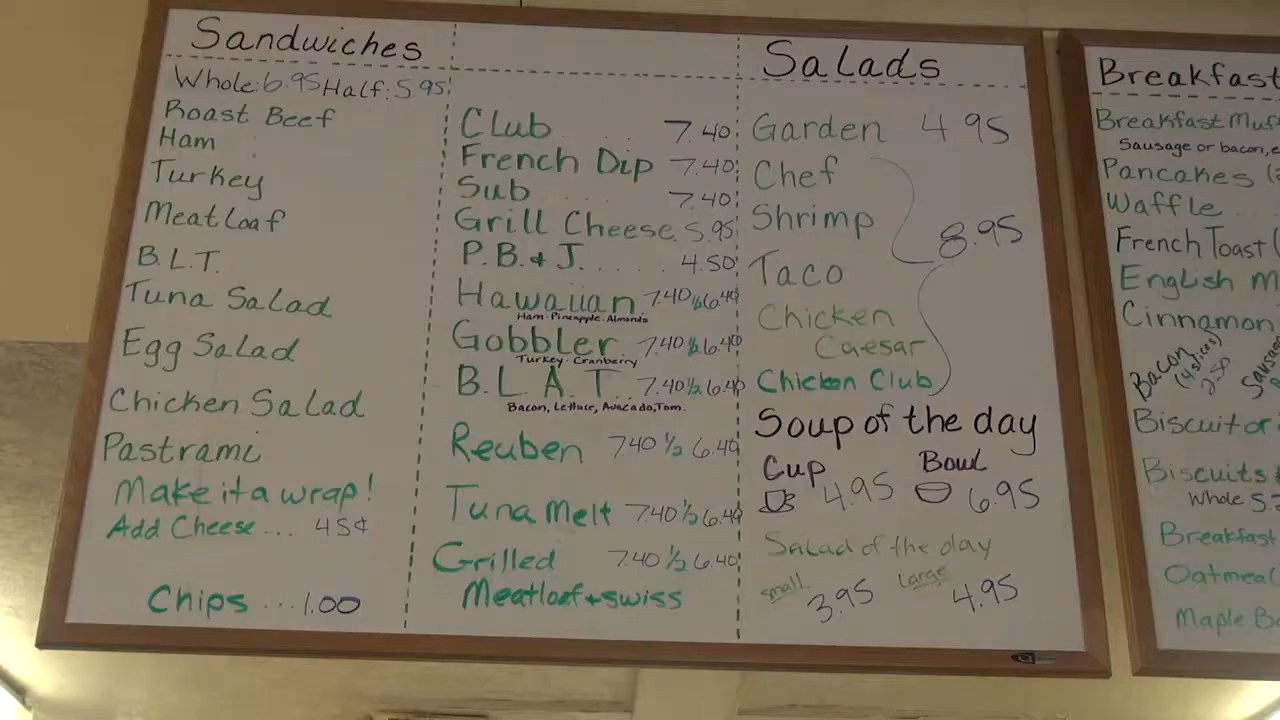 Sandwiches
Whole: 6.95 Half: 5.95
Roast Beef
Ham
Turkey
Meatloaf
B.L.T.
Tuna Salad
Egg Salad
Chicken Salad
Pastrami
Make it a wrap!
Add Cheese... 45¢
Chips ...1.00
Club.... 7.40
French Dip 7.40
Sub..... 7.40
Grill Cheese 5.95
P.B. & J...... 4.50
Hawaiian 7.40 ½ 6.40
Ham-Pineapple-Almonds
Gobbler 7.40 ½ 6.40
Turkey-Cranberry
B.L.A.T. 7.40 ½ 6.40
Bacon, Lettuce, Avacado, Tom.
Reuben 7.40 ½ 6.40
Tuna Melt 7.40 ½ 6.40
Grilled 7.40 ½ 6.40
Meatloaf & swiss
Salads
Garden 4.95
Chef
Shrimp
8.95
Taco
Chicken
Caesar
Chicken Club
Soup of the day
Cup Bowl
4.95 6.95
Salad of the day
small 3.95 large 4.95
Breakfast
Breakfast
Sausage or bacon,
Pancakes
Waffle
French Toast
English
Cinnamon
Bacon
(4 slices)
2.50
Biscuit or
Biscuits
Whole
Breakfast
Oatmeal
Maple